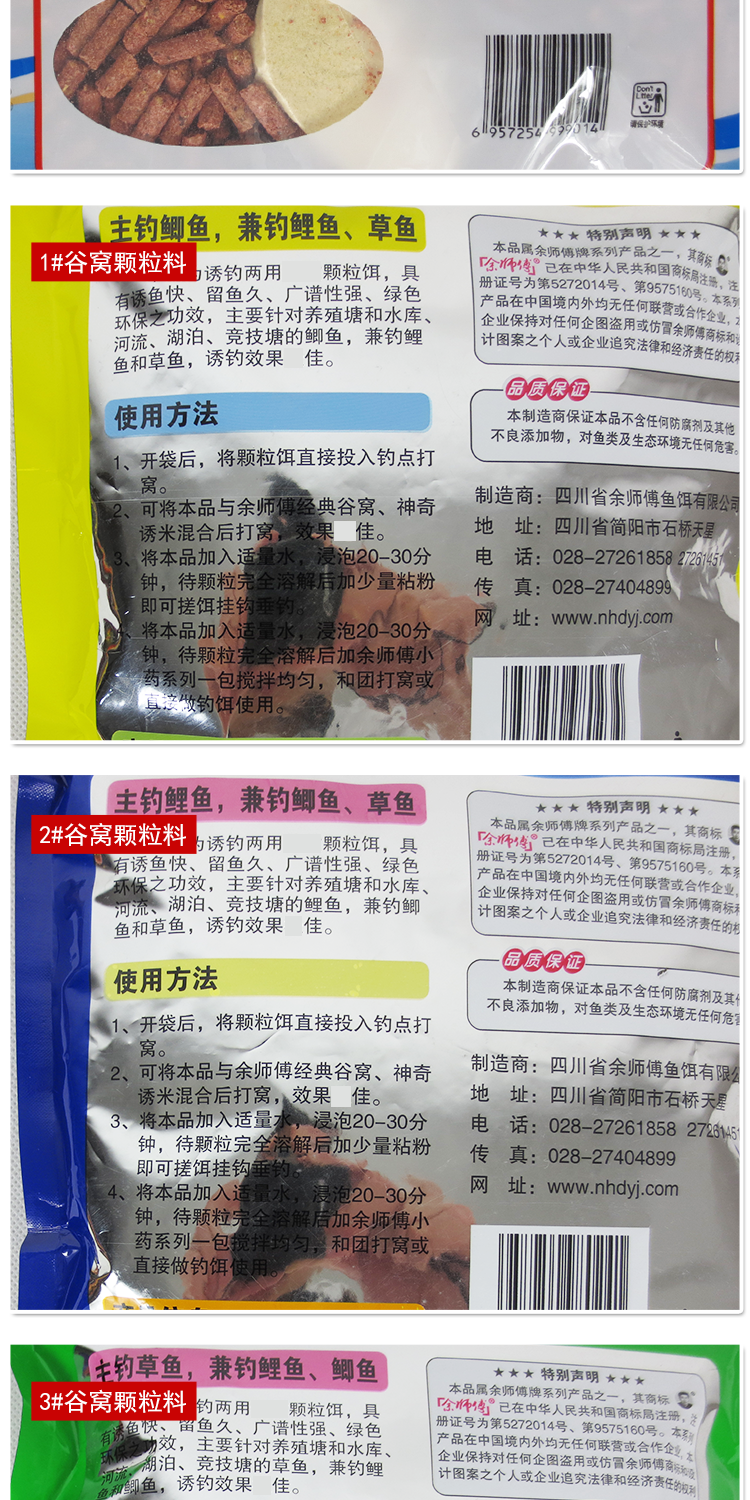 Don't
Litter
请保护环境
6 957254 999014
主钓鲫鱼，兼钓鲤鱼、草鱼
1#谷窝颗粒料
诱钓两用 颗粒饵，具
有诱鱼快、留鱼久、广谱性强、绿色
环保之功效，主要针对养殖塘和水库、
河流、湖泊、竞技塘的鲫鱼，兼钓鲤
鱼和草鱼，诱钓效果 佳。
使用方法
1、开袋后，将颗粒饵直接投入钓点打
窝。
2、可将本品与余师傅经典谷窝、神奇
诱米混合后打窝，效果 佳。
3、将本品加入适量水，浸泡20-30分
钟，待颗粒完全溶解后加少量粘粉
即可搓饵挂钩垂钓。
4、将本品加入适量水，浸泡20-30分
钟，待颗粒完全溶解后加余师傅小
药系列一包搅拌均匀，和团打窝或
直接做钓饵使用。
★★★ 特别声明 ★★★
本品属余师傅牌系列产品之一，其商标
余师傅® 已在中华人民共和国商标局注册，注
册证号为第5272014号、第9575160号。本系列
产品在中国境内外均无任何联营或合作企业，本
企业保持对任何企图盗用或仿冒余师傅商标和设
计图案之个人或企业追究法律和经济责任的权利
品质保证
本制造商保证本品不含任何防腐剂及其他
不良添加物，对鱼类及生态环境无任何危害。
制造商：四川省余师傅鱼饵有限公司
地 址：四川省简阳市石桥天星
电 话：028-27261858 27261451
传 真：028-27404899
网 址：www.nhdyj.com
主钓鲤鱼，兼钓鲫鱼、草鱼
2#谷窝颗粒料
为诱钓两用 颗粒饵，具
有诱鱼快、留鱼久、广谱性强、绿色
环保之功效，主要针对养殖塘和水库、
河流、湖泊、竞技塘的鲤鱼，兼钓鲫
鱼和草鱼，诱钓效果 佳。
使用方法
1、开袋后，将颗粒饵直接投入钓点打
窝。
2、可将本品与余师傅经典谷窝、神奇
诱米混合后打窝，效果 佳。
3、将本品加入适量水，浸泡20-30分
钟，待颗粒完全溶解后加少量粘粉
即可搓饵挂钩垂钓。
4、将本品加入适量水，浸泡20-30分
钟，待颗粒完全溶解后加余师傅小
药系列一包搅拌均匀，和团打窝或
直接做钓饵使用。
★★★ 特别声明 ★★★
本品属余师傅牌系列产品之一，其商标
余师傅® 已在中华人民共和国商标局注册，
册证号为第5272014号、第9575160号。本系
产品在中国境内外均无任何联营或合作企业，
企业保持对任何企图盗用或仿冒余师傅商标和
计图案之个人或企业追究法律和经济责任的权
品质保证
本制造商保证本品不含任何防腐剂及其他
不良添加物，对鱼类及生态环境无任何危害
制造商：四川省余师傅鱼饵有限公
地 址：四川省简阳市石桥天星
电 话：028-27261858 27261451
传 真：028-27404899
网 址：www.nhdyj.com
主钓草鱼，兼钓鲤鱼、鲫鱼
3#谷窝颗粒料
钓两用 颗粒饵，具
有诱鱼快、留鱼久、广谱性强、绿色
环保之功效，主要针对养殖塘和水库、
河流、湖泊、竞技塘的草鱼，兼钓鲤
鱼和鲫鱼，诱钓效果 佳。
★★★ 特别声明 ★★★
本品属余师傅牌系列产品之一，其商标
余师傅® 已在中华人民共和国商标局注册，注
册证号为第5272014号、第9575160号。本系
产品在中国境内外均无任何联营或合作企业，本
企业保持对任何企图盗用或仿冒余师傅商标和设
计图案之个人或企业追究法律和经济责任的权利